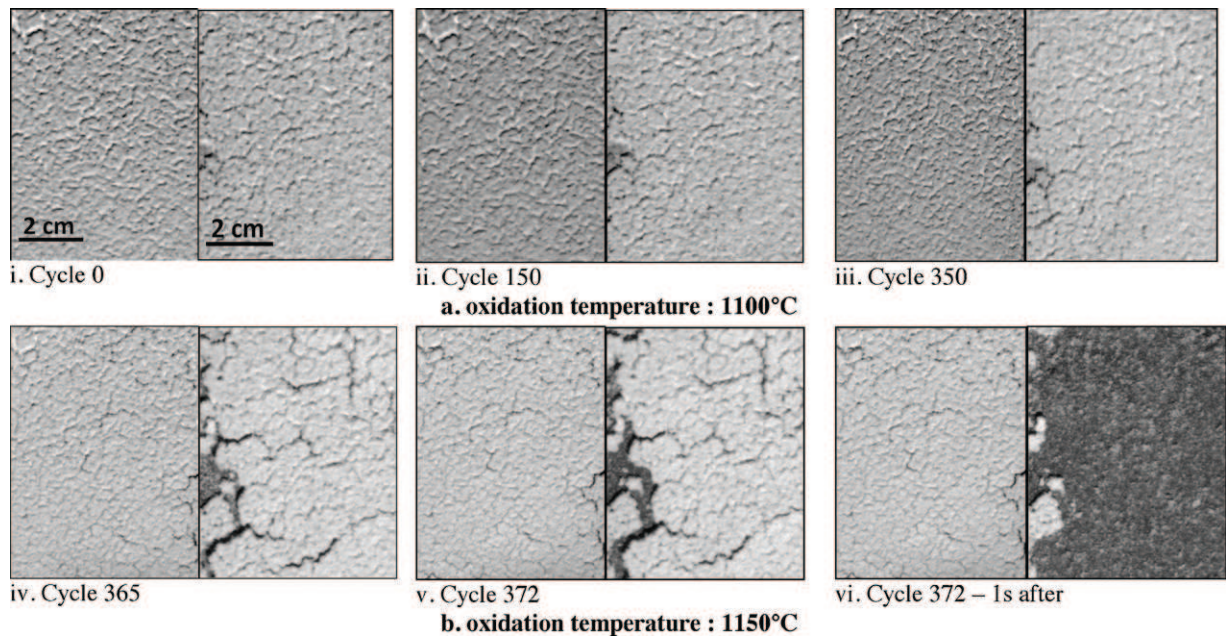 2 cm
2 cm
i. Cycle 0
ii. Cycle 150
iii. Cycle 350
a. oxidation temperature : 1100°C
iv. Cycle 365
v. Cycle 372
vi. Cycle 372 – 1s after
b. oxidation temperature : 1150°C